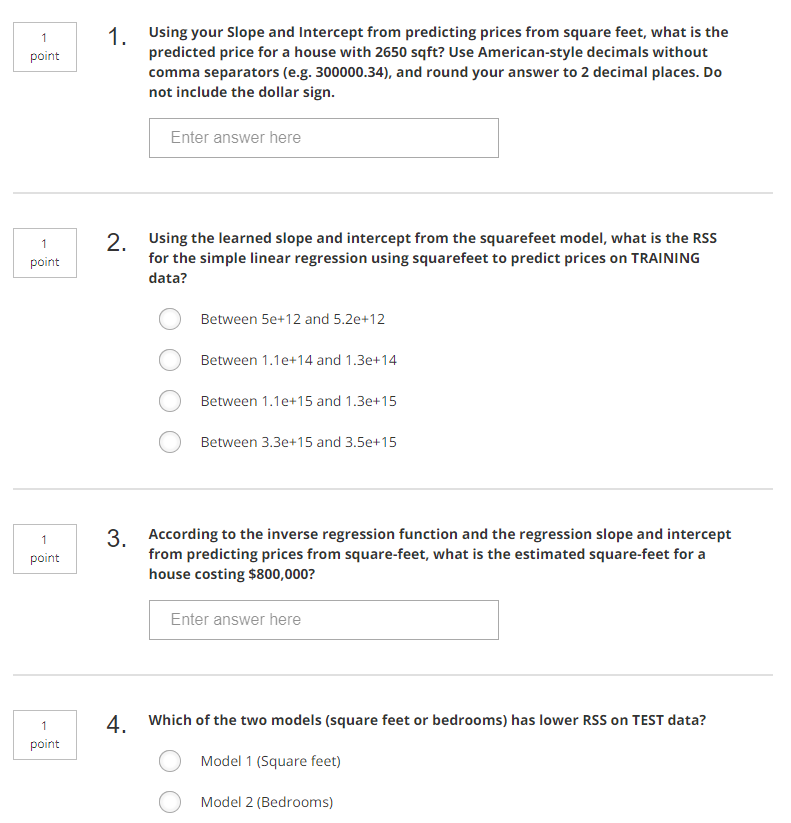 1
point
1.
Using your Slope and Intercept from predicting prices from square feet, what is the
predicted price for a house with 2650 sqft? Use American-style decimals without
comma separators (e.g. 300000.34), and round your answer to 2 decimal places. Do
not include the dollar sign.
Enter answer here
1
point
2.
Using the learned slope and intercept from the squarefeet model, what is the RSS
for the simple linear regression using squarefeet to predict prices on TRAINING
data?
Between 5e+12 and 5.2e+12
Between 1.1e+14 and 1.3e+14
Between 1.1e+15 and 1.3e+15
Between 3.3e+15 and 3.5e+15
1
point
3.
According to the inverse regression function and the regression slope and intercept
from predicting prices from square-feet, what is the estimated square-feet for a
house costing $800,000?
Enter answer here
1
point
4.
Which of the two models (square feet or bedrooms) has lower RSS on TEST data?
Model 1 (Square feet)
Model 2 (Bedrooms)